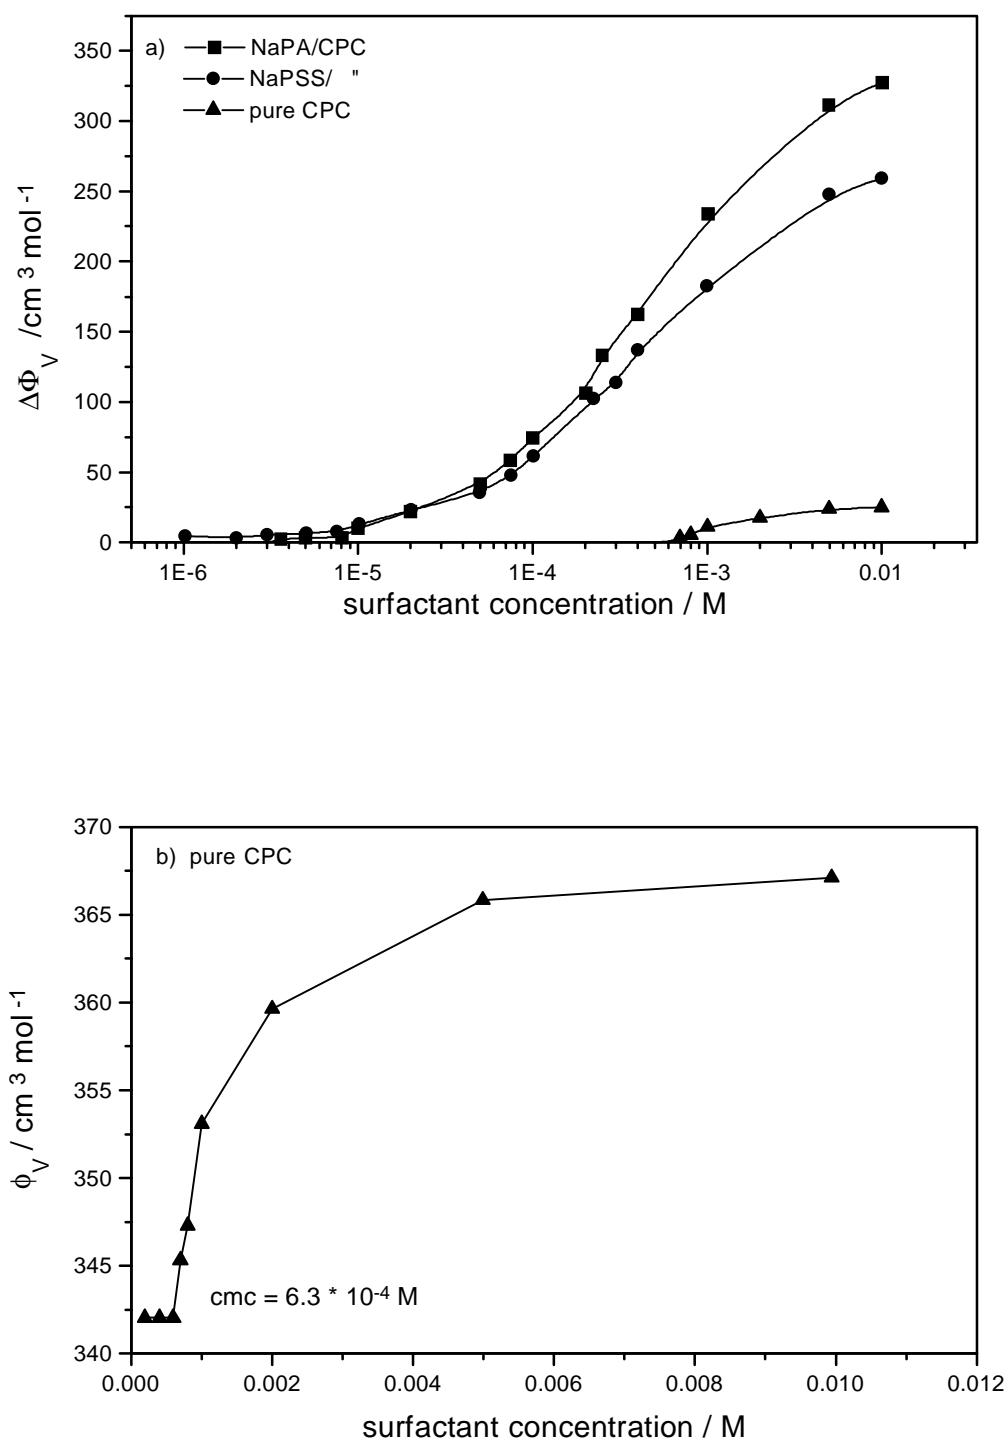 a)
NaPA/CPC
NaPSS/ "
pure CPC
350
300
250
200
150
100
50
0
ΔΦV /cm 3 mol -1
1E-6 1E-5 1E-4 1E-3 0.01
surfactant concentration / M
370
365
360
355
350
345
340
b) pure CPC
ϕV / cm 3 mol -1
cmc = 6.3 * 10-4 M
0.000 0.002 0.004 0.006 0.008 0.010 0.012
surfactant concentration / M